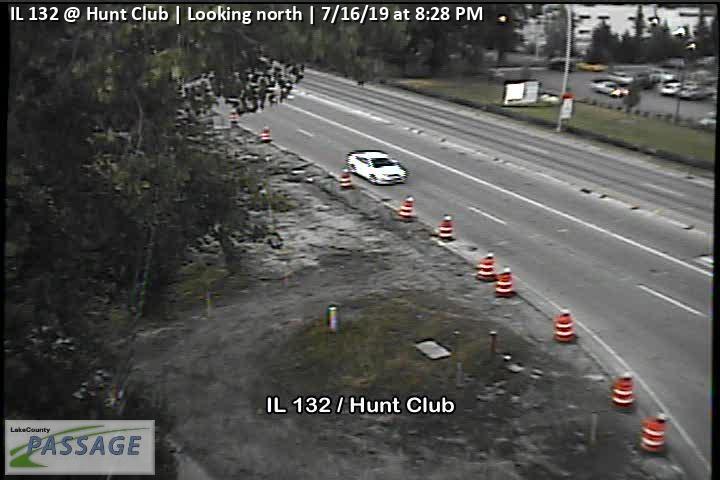 IL 132 @ Hunt Club | Looking north | 7/16/19 at 8:28 PM
IL 132 / Hunt Club
LakeCounty
PASSAGE